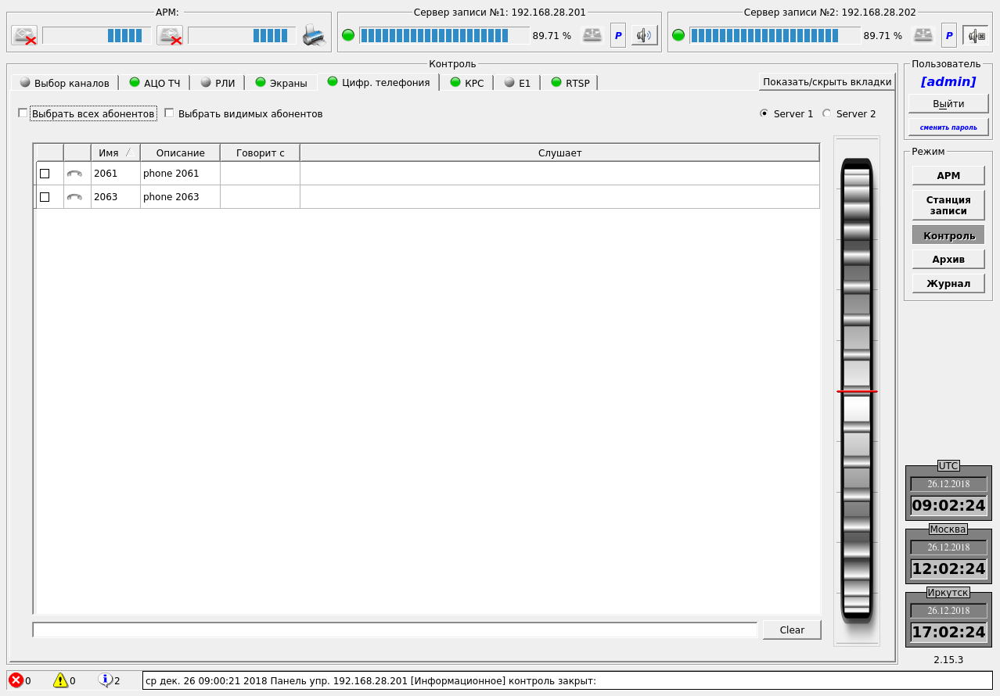 АРМ:
Сервер записи №1: 192.168.28.201
Сервер записи №2: 192.168.28.202
89.71 %
P
89.71 %
P
Контроль
Пользователь
Выбор каналов
АЦО ТЧ
РЛИ
Экраны
Цифр. телефония
КРС
E1
RTSP
Показать/скрыть вкладки
[admin]
Выйти
сменить пароль
Выбрать всех абонентов
Выбрать видимых абонентов
Server 1
Server 2
Имя
Описание
Говорит с
Слушает
2061
phone 2061
2063
phone 2063
Режим
АРМ
Станция
записи
Контроль
Архив
Журнал
UTC
26.12.2018
09:02:24
Москва
26.12.2018
12:02:24
Иркутск
26.12.2018
17:02:24
Clear
2.15.3
0
0
2
ср дек. 26 09:00:21 2018 Панель упр. 192.168.28.201 [Информационное] контроль закрыт: